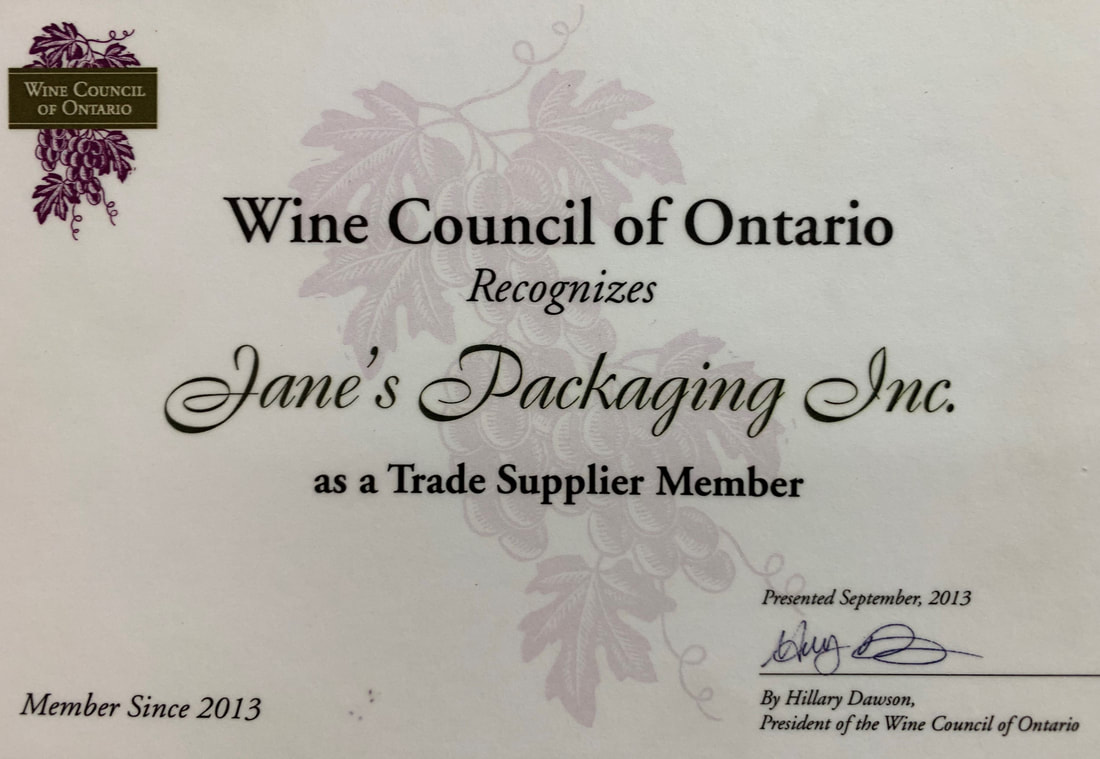 WINE COUNCIL
OF ONTARIO
Wine Council of Ontario
Recognizes
Jane's Packaging Inc.
as a Trade Supplier Member
Presented September, 2013
By Hillary Dawson,
President of the Wine Council of Ontario
Member Since 2013